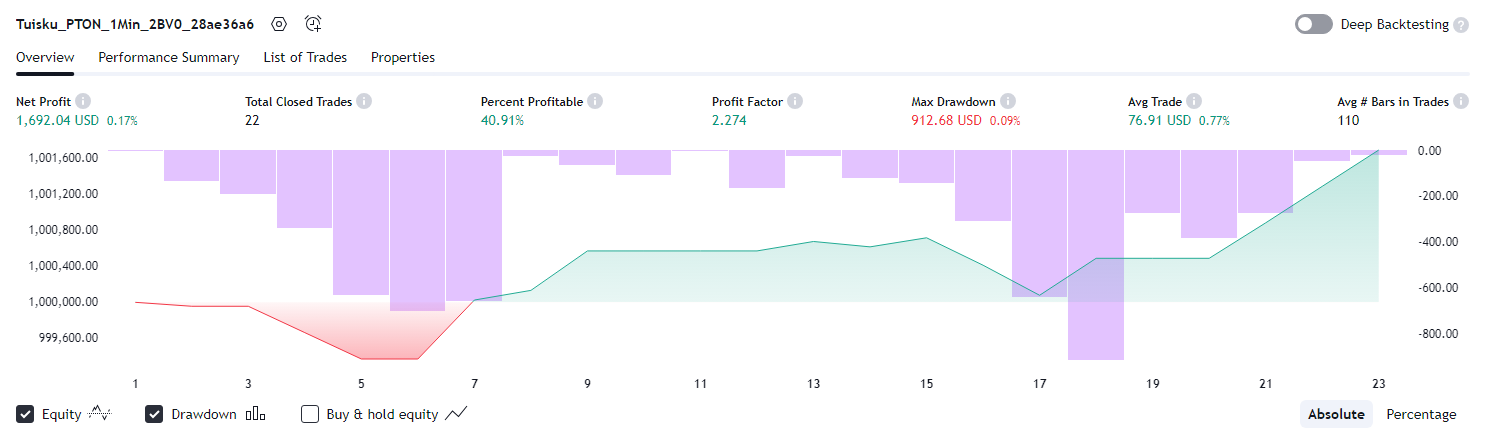 Tuisku_PTON_1Min_2BV0_28ae36a6
Deep Backtesting ?
Overview Performance Summary List of Trades Properties
Net Profit i Total Closed Trades i Percent Profitable i Profit Factor i Max Drawdown i Avg Trade i Avg # Bars in Trades i
1,692.04 USD 0.17% 22 40.91% 2.274 912.68 USD 0.09% 76.91 USD 0.77% 110
1,001,600.00 0.00
1,001,200.00 -200.00
1,000,800.00 -400.00
1,000,400.00 -600.00
1,000,000.00 -800.00
999,600.00
1 3 5 7 9 11 13 15 17 19 21 23
Equity Drawdown Buy & hold equity Absolute Percentage